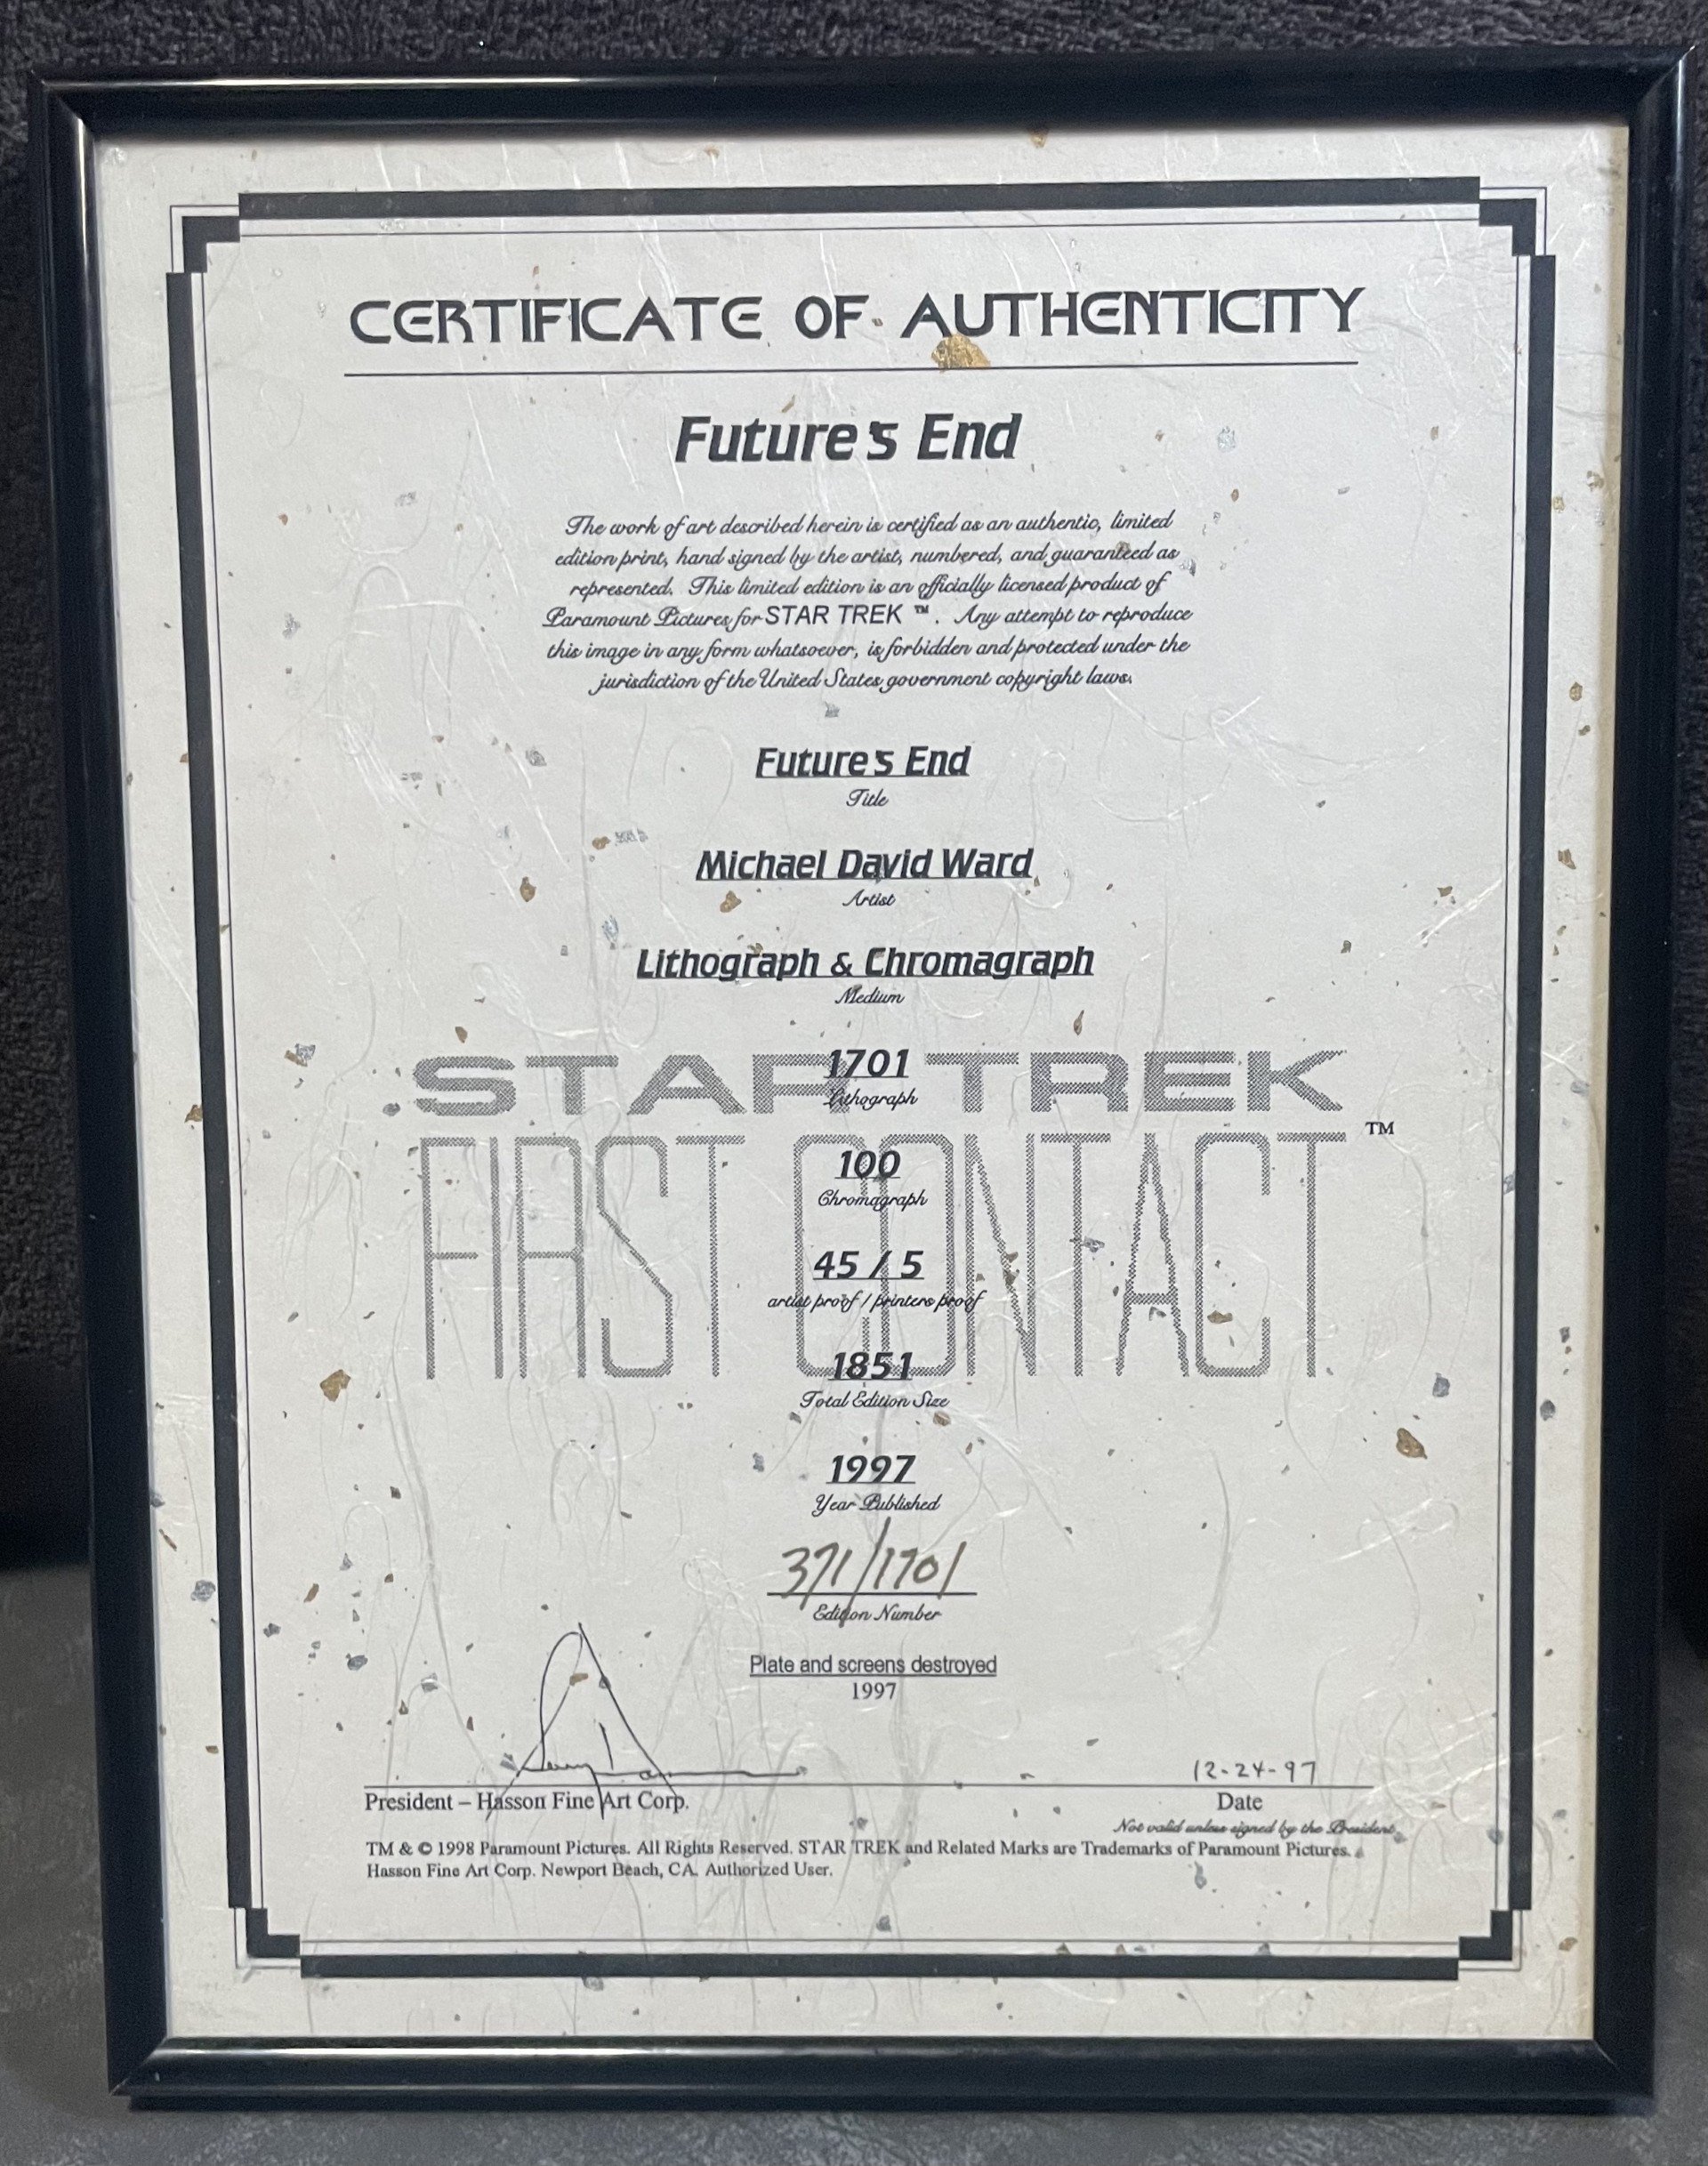 CERTIFICATE OF AUTHENTICITY
Future's End
The work of art described herein is certified as an authentic, limited
edition print, hand signed by the artist, numbered, and guaranteed as
represented. This limited edition is an officially licensed product of
Paramount Pictures for STAR TREK ™. Any attempt to reproduce
this image in any form whatsoever, is forbidden and protected under the
jurisdiction of the United States government copyright laws.
Future's End
Title
Michael David Ward
Artist
Lithograph & Chromagraph
Medium
STAR TREK
FIRST CONTACT ™
1701
Lithograph
100
Chromagraph
45 / 5
artist proof / printers proof
1851
Total Edition Size
1997
Year Published
371/1701
Edition Number
Plate and screens destroyed
1997
12-24-97
President – Hasson Fine Art Corp.
Date
Not valid unless signed by the President.
TM & © 1998 Paramount Pictures. All Rights Reserved. STAR TREK and Related Marks are Trademarks of Paramount Pictures.
Hasson Fine Art Corp. Newport Beach, CA. Authorized User.